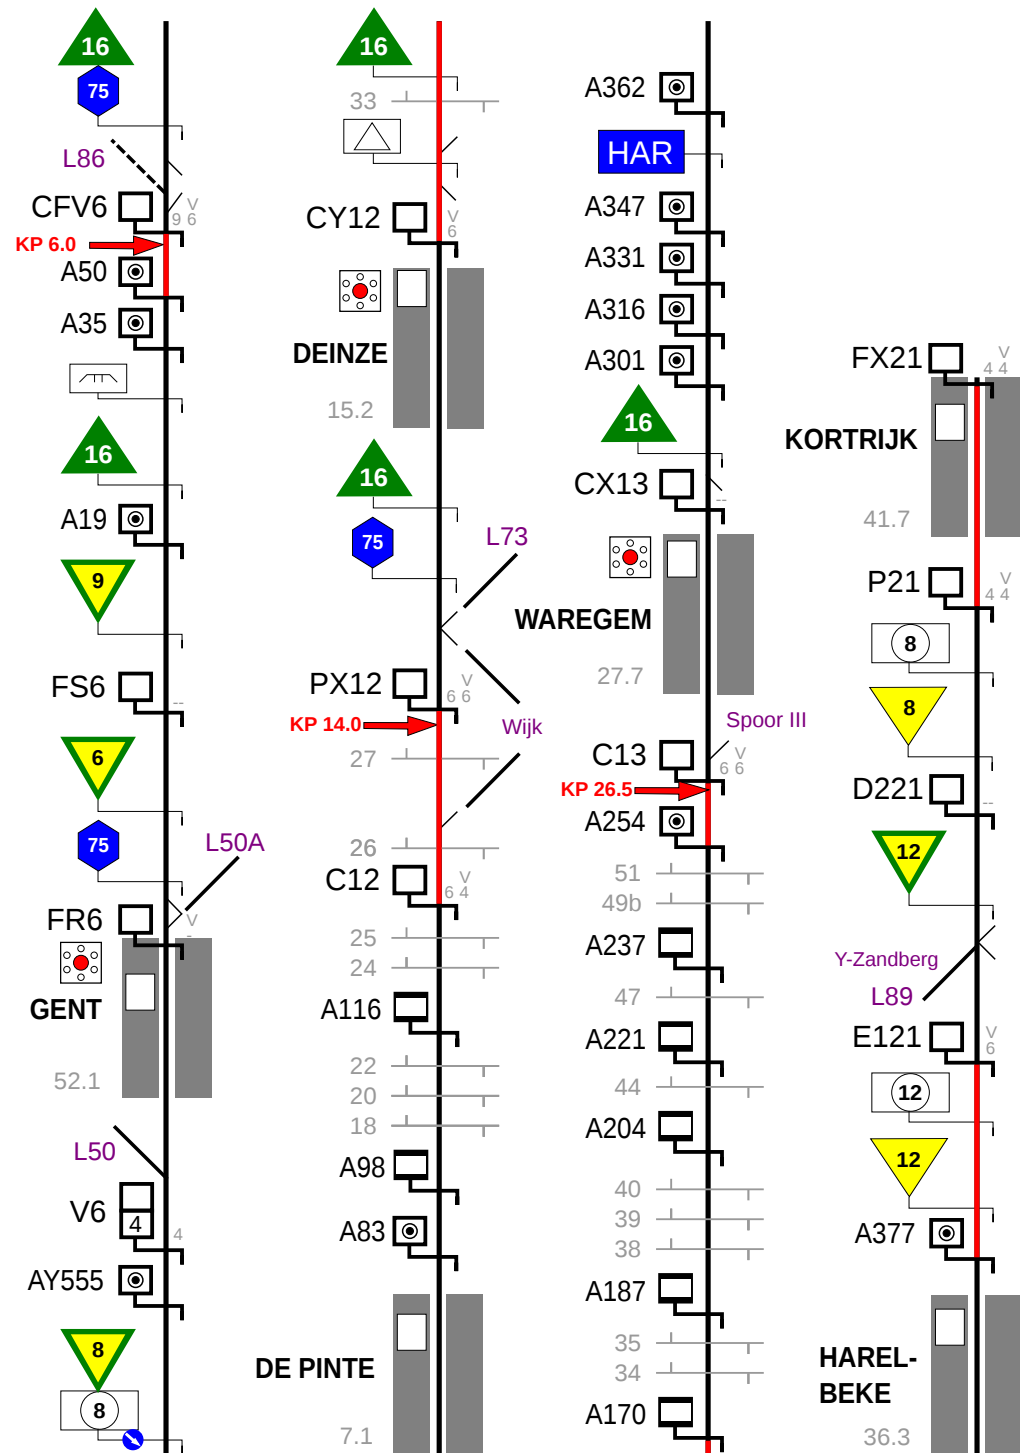 16
75
L86
CFV6
V
9 6
KP 6.0
A50
A35
16
A19
9
FS6
--
6
75
L50A
FR6
V
-
GENT
52.1
L50
V6
4
4
AY555
8
8
16
33
CY12
V
6
DEINZE
15.2
16
75
L73
PX12
V
6 6
KP 14.0
Wijk
27
26
C12
V
6 4
25
24
A116
22
20
18
A98
A83
DE PINTE
7.1
A362
HAR
A347
A331
A316
A301
16
CX13
--
WAREGEM
27.7
Spoor III
C13
V
6 6
KP 26.5
A254
51
49b
A237
47
A221
44
A204
40
39
38
A187
35
34
A170
FX21
V
4 4
KORTRIJK
41.7
P21
V
4 4
8
8
D221
--
12
Y-Zandberg
L89
E121
V
6
12
12
A377
HAREL-
BEKE
36.3